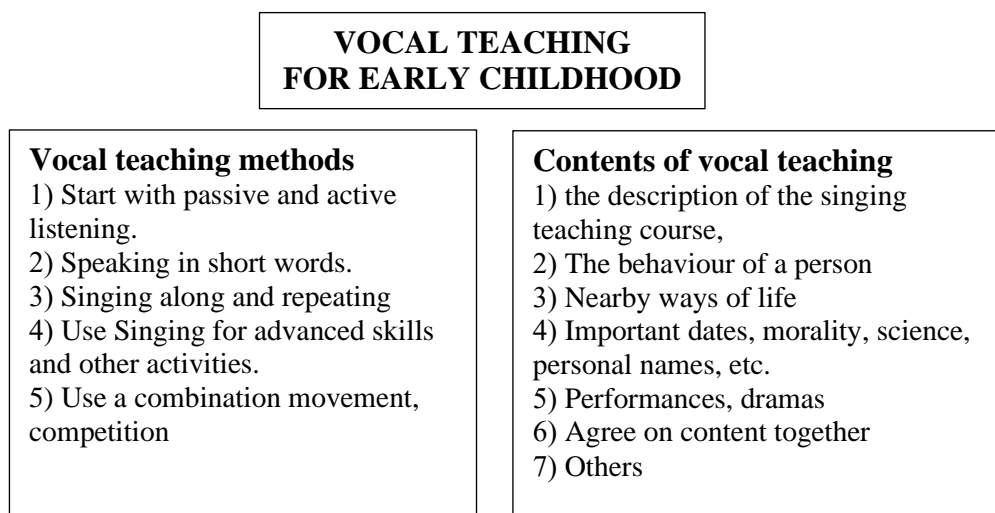 VOCAL TEACHING
FOR EARLY CHILDHOOD
Vocal teaching methods
1) Start with passive and active
listening.
2) Speaking in short words.
3) Singing along and repeating
4) Use Singing for advanced skills
and other activities.
5) Use a combination movement,
competition
Contents of vocal teaching
1) the description of the singing
teaching course,
2) The behaviour of a person
3) Nearby ways of life
4) Important dates, morality, science,
personal names, etc.
5) Performances, dramas
6) Agree on content together
7) Others